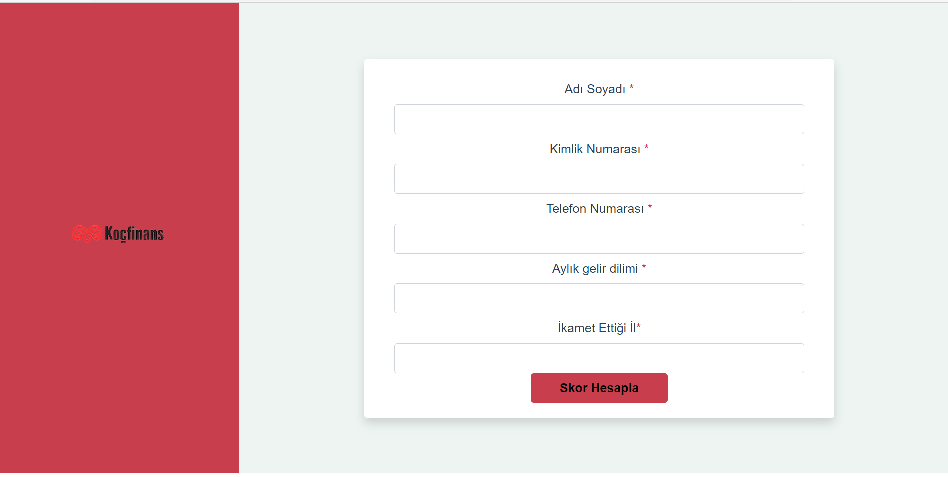 Adı Soyadı *
Kimlik Numarası *
Telefon Numarası *
Koçfinans
Aylık gelir dilimi *
İkamet Ettiği İl*
Skor Hesapla